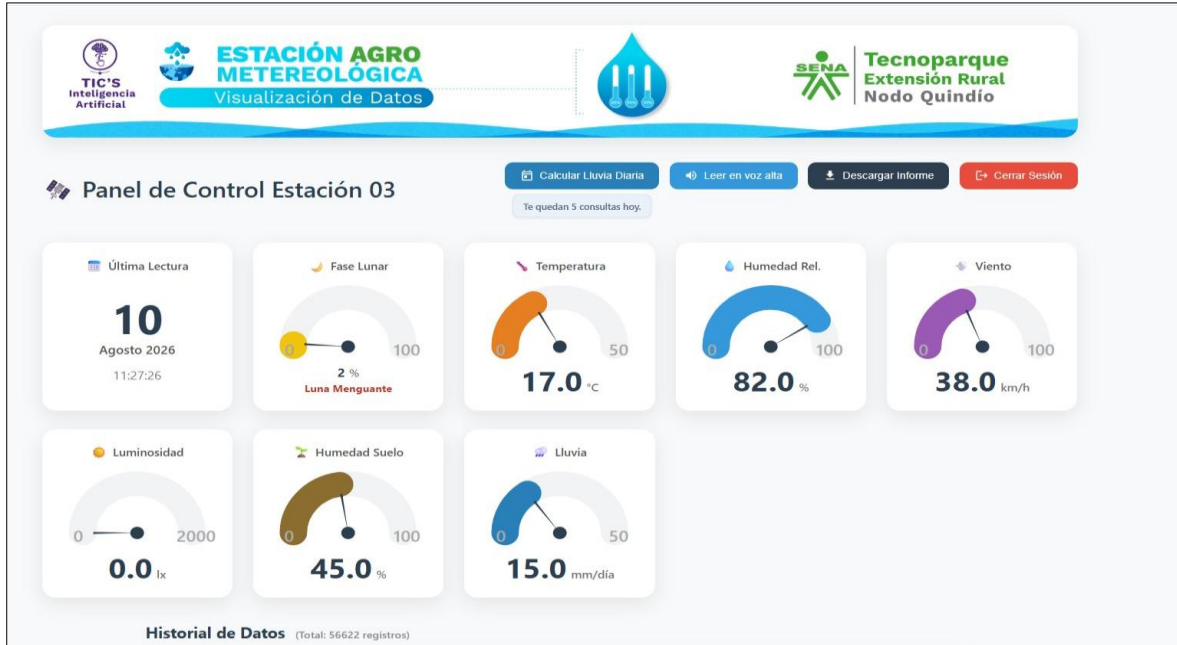 TIC'S
Inteligencia
Artificial
ESTACIÓN AGRO
METEREOLÓGICA
Visualización de Datos
SENA
Tecnoparque
Extensión Rural
Nodo Quindío
Panel de Control Estación 03
Calcular Lluvia Diaria
Leer en voz alta
Descargar Informe
Cerrar Sesión
Te quedan 5 consultas hoy.
Última Lectura
10
Agosto 2026
11:27:26
Fase Lunar
0 100
2 %
Luna Menguante
Temperatura
0 50
17.0 °C
Humedad Rel.
0 100
82.0 %
Viento
0 100
38.0 km/h
Luminosidad
0 2000
0.0 lx
Humedad Suelo
0 100
45.0 %
Lluvia
0 50
15.0 mm/día
Historial de Datos (Total: 56622 registros)